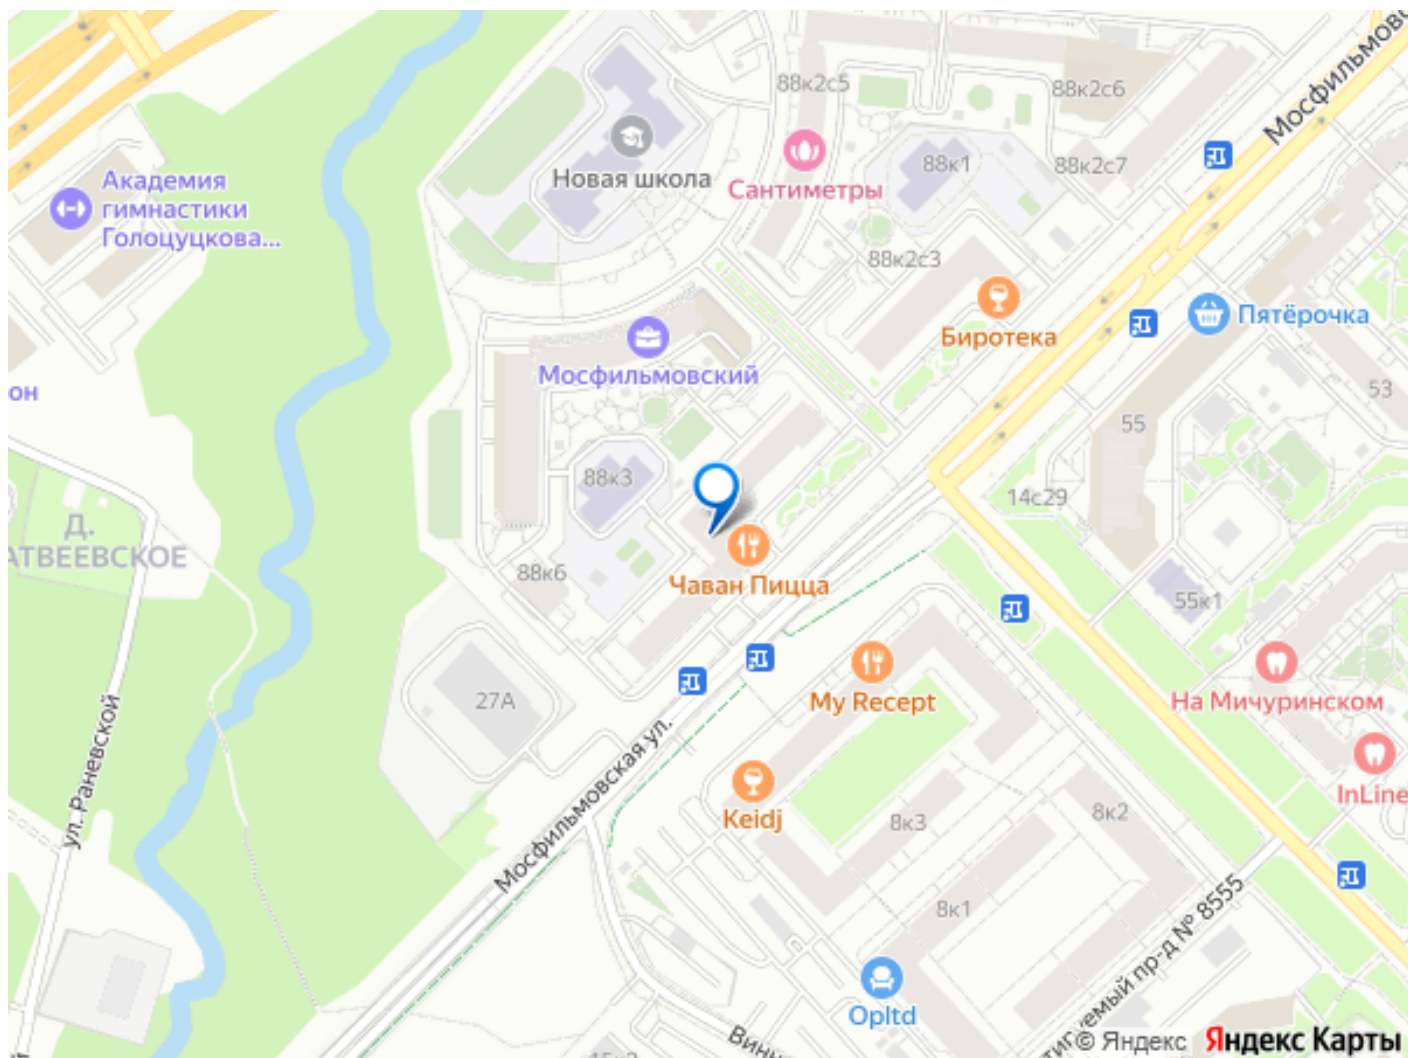 88к2с5
88к2с6
Мосфильмовс
Новая школа
88к1
88к2с7
Сантиметры
Академия
гимнастики
Голоцуцкова...
88к2с3
Биротека
Пятёрочка
Мосфильмовский
он
53
55
88к3
14с29
Д.
АТВЕЕВСКОЕ
88к6
Чаван Пицца
55к1
27А
My Recept
На Мичуринском
ул. Раневской
Мосфильмовская ул.
InLine
Keidj
8к3
8к2
8к1
пр-д № 8555
Opltd
Винн
© Яндекс
Яндекс Карты